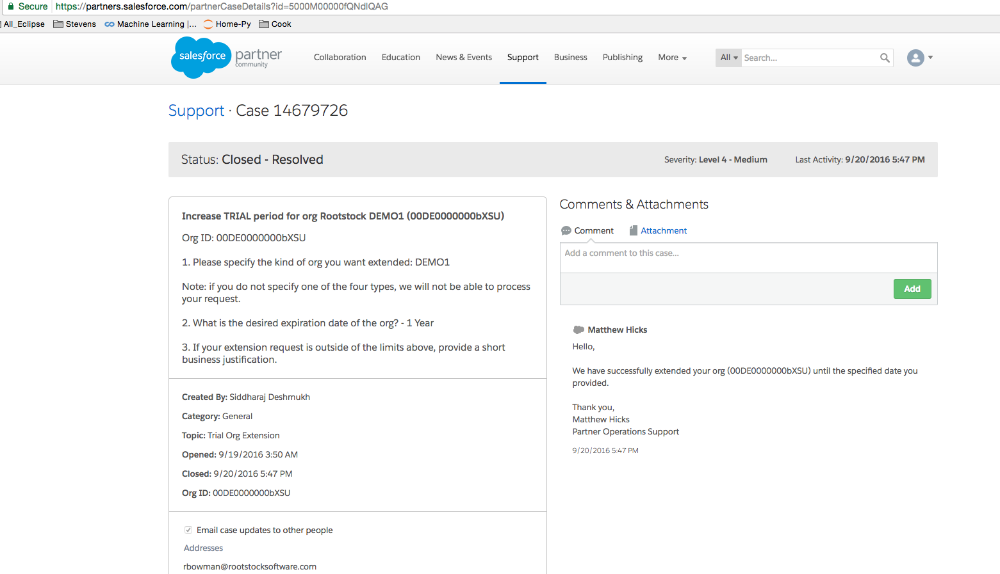 Secure https://partners.salesforce.com/partnerCaseDetails?id=5000M00000fQNdlQAG
All_Eclipse Stevens Machine Learning |... Home-Py Cook
salesforce partner community Collaboration Education News & Events Support Business Publishing More All Search...
Support · Case 14679726
Status: Closed - Resolved Severity: Level 4 - Medium Last Activity: 9/20/2016 5:47 PM
Increase TRIAL period for org Rootstock DEMO1 (00DE0000000bXSU)
Org ID: 00DE0000000bXSU
1. Please specify the kind of org you want extended: DEMO1
Note: if you do not specify one of the four types, we will not be able to process
your request.
2. What is the desired expiration date of the org? - 1 Year
3. If your extension request is outside of the limits above, provide a short
business justification.
Created By: Siddharaj Deshmukh
Category: General
Topic: Trial Org Extension
Opened: 9/19/2016 3:50 AM
Closed: 9/20/2016 5:47 PM
Org ID: 00DE0000000bXSU
Email case updates to other people
Addresses
rbowman@rootstocksoftware.com
Comments & Attachments
Comment Attachment
Add a comment to this case...
Add
Matthew Hicks
Hello,
We have successfully extended your org (00DE0000000bXSU) until the specified date you
provided.
Thank you,
Matthew Hicks
Partner Operations Support
9/20/2016 5:47 PM